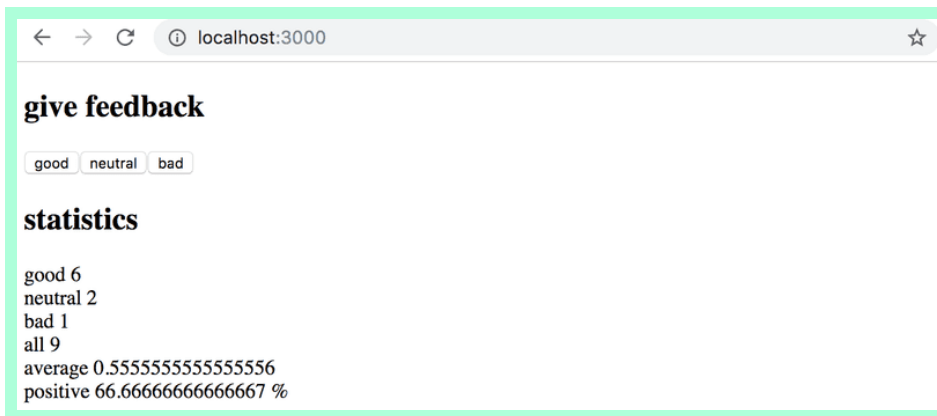 localhost:3000
give feedback
good neutral bad
statistics
good 6
neutral 2
bad 1
all 9
average 0.5555555555555556
positive 66.66666666666667 %